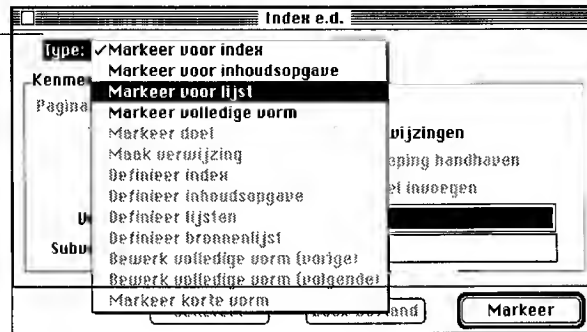 Index e.d.
Type: ✓Markeer voor index
Markeer voor inhoudsopgave
Kenme
Markeer voor lijst
Pagina
Markeer volledige vorm
Markeer doel
wijzingen
Maak verwijzing
oping handhaven
Definieer index
el invoegen
Definieer inhoudsopgave
Definieer lijsten
Definieer bronnenlijst
Subv
Bewerk volledige vorm (vorige)
Bewerk volledige vorm (volgende)
Markeer korte vorm
Markeer